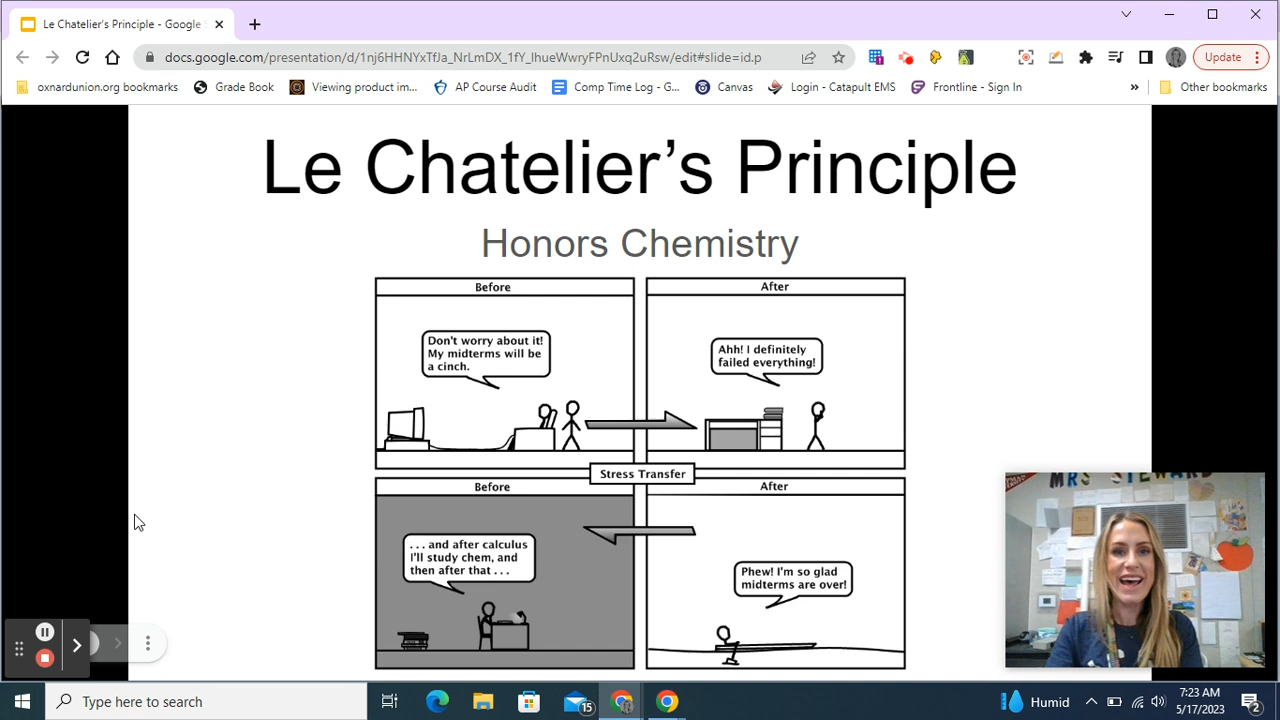 Le Chatelier's Principle - Google S
docs.google.com/presentation/d/1nj6HHNYxTfJa_NrLmDX_1fY_lhueWwryFPnUxq2uRsw/edit#slide=id.p
Update
oxnardunion.org bookmarks
Grade Book
Viewing product im...
AP Course Audit
Comp Time Log - G...
Canvas
Login - Catapult EMS
Frontline - Sign In
»
Other bookmarks
Le Chatelier’s Principle
Honors Chemistry
Before
After
Don't worry about it!
My midterms will be
a cinch.
Ahh! I definitely
failed everything!
Stress Transfer
Before
After
. . . and after calculus
I'll study chem, and
then after that . . .
Phew! I'm so glad
midterms are over!
MRS STEWARD
Type here to search
15
Humid
7:23 AM
5/17/2023
2